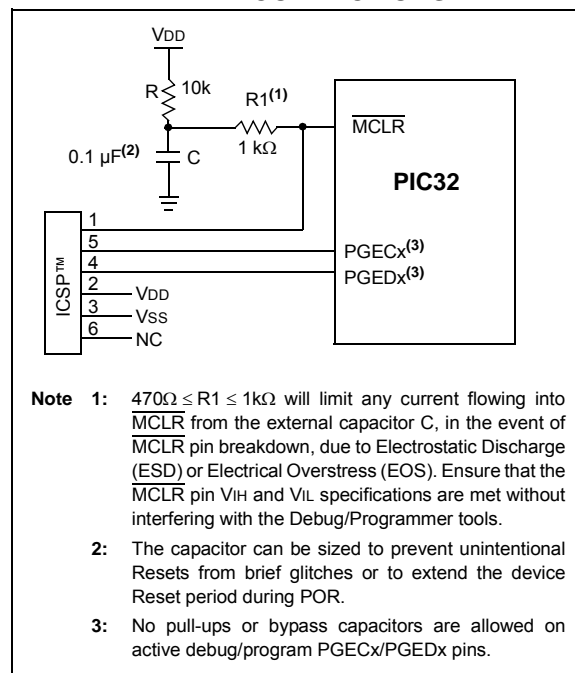 VDD
R 10k
R1(1)
1 kΩ
0.1 µF(2) C
MCLR
PIC32
PGECx(3)
PGEDx(3)
ICSP™
1
5
4
2 VDD
3 VSS
6 NC
Note 1: 470Ω ≤ R1 ≤ 1kΩ will limit any current flowing into
MCLR from the external capacitor C, in the event of
MCLR pin breakdown, due to Electrostatic Discharge
(ESD) or Electrical Overstress (EOS). Ensure that the
MCLR pin VIH and VIL specifications are met without
interfering with the Debug/Programmer tools.
2: The capacitor can be sized to prevent unintentional
Resets from brief glitches or to extend the device
Reset period during POR.
3: No pull-ups or bypass capacitors are allowed on
active debug/program PGECx/PGEDx pins.